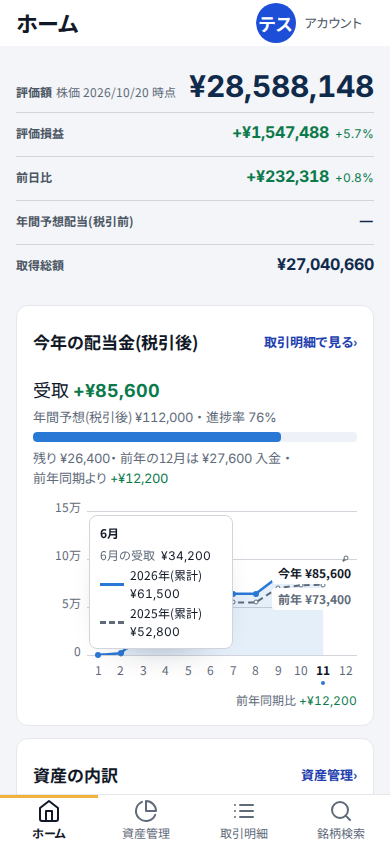 ホーム
テス アカウント
評価額 株価 2026/10/20 時点 ¥28,588,148
評価損益 +¥1,547,488 +5.7%
前日比 +¥232,318 +0.8%
年間予想配当(税引前) —
取得総額 ¥27,040,660
今年の配当金(税引後) 取引明細で見る›
受取 +¥85,600
年間予想(税引後) ¥112,000・進捗率 76%
残り ¥26,400・前年の12月は ¥27,600 入金・
前年同期より +¥12,200
15万
10万
5万
0
6月
6月の受取 ¥34,200
2026年(累計)
¥61,500
2025年(累計)
¥52,800
今年 ¥85,600
前年 ¥73,400
1 2 3 4 5 6 7 8 9 10 11 12
前年同期比 +¥12,200
資産の内訳 資産管理›
ホーム 資産管理 取引明細 銘柄検索